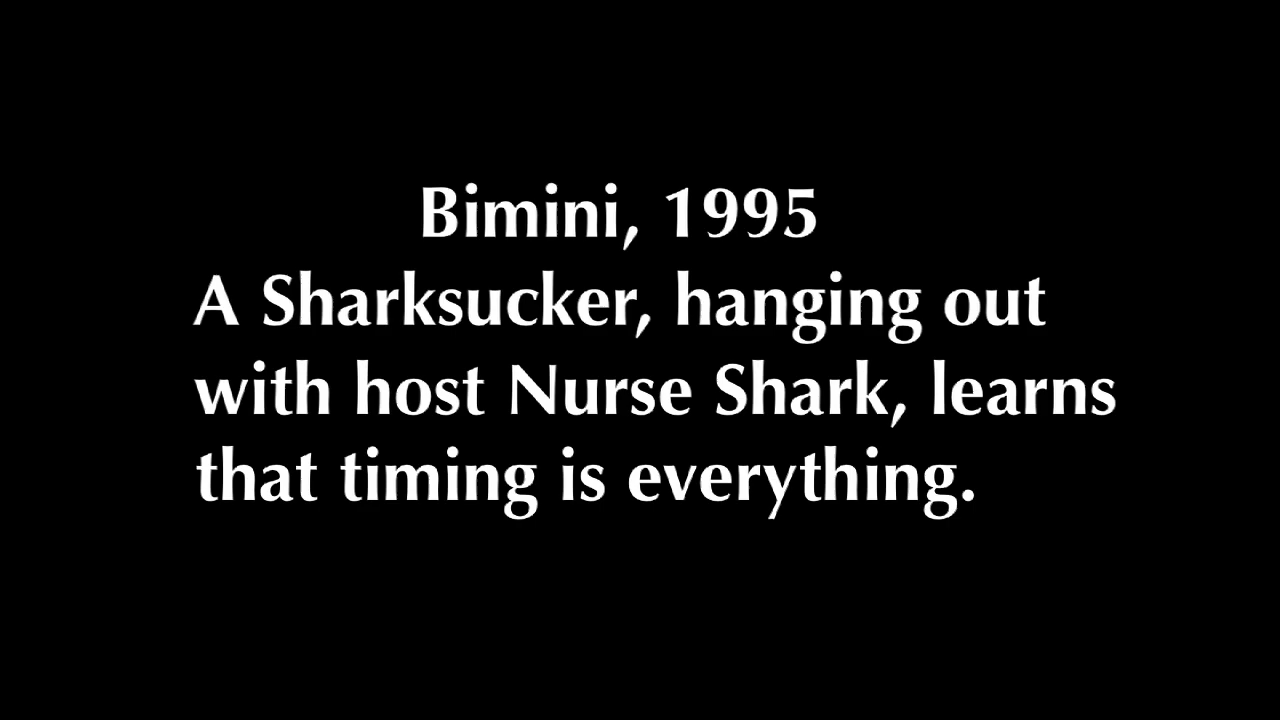 Bimini, 1995
A Sharksucker, hanging out
with host Nurse Shark, learns
that timing is everything.